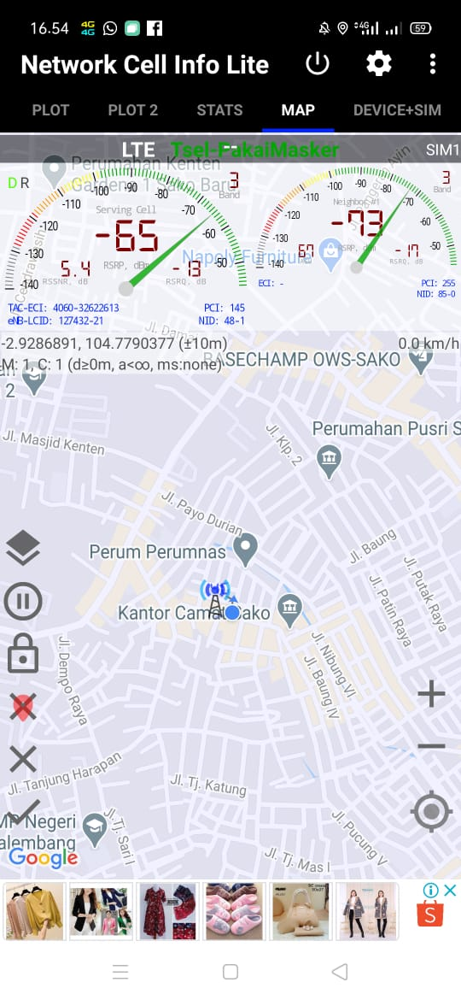 16.54 4G 4G 4G 59
Network Cell Info Lite
PLOT PLOT 2 STATS MAP DEVICE+SIM
LTE Tsel-PakaiMasker -- SIM1
Perumahan Kenten
Garden 1 Sako Baru
D R
-140 -130 -120 -110 -100 -90 -80 -70 -60 -50
Serving Cell
3
Band
-65
RSRP, dBm
5.4
RSSNR, dB
-13
RSRQ, dB
TAC-ECI: 4060-32622613 PCI: 145
eNB-LCID: 127432-21 NID: 48-1
-140 -130 -120 -110 -100 -90 -80 -70 -60 -50
Neighbor #1
3
Band
-73
RSRP, dBm
67
-17
RSRQ, dB
ECI: - PCI: 255
NID: 85-0
Napoly Furniture
Jl. Damai
-2.9286891, 104.7790377 (±10m) 0.0 km/h
M: 1, C: 1 (d≥0m, a<∞, ms:none)
BASECHAMP OWS-SAKO
2
Perumahan Pusri S
Jl. Masjid Kenten
Jl. Klp. 2
Jl. Payo Durian
Perum Perumnas
Jl. Baung
Jl. Putak Raya
Jl. Patin Raya
Kantor Camat Sako
Jl. Nibung VI
Jl. Baung IV
Jl. Dempo Raya
Jl. Tanjung Harapan
Jl. Tj. Katung
MP Negeri
alembang
Jl. Tj. Sari I
Jl. Pucung V
Jl. Tj. Mas I
Google
S